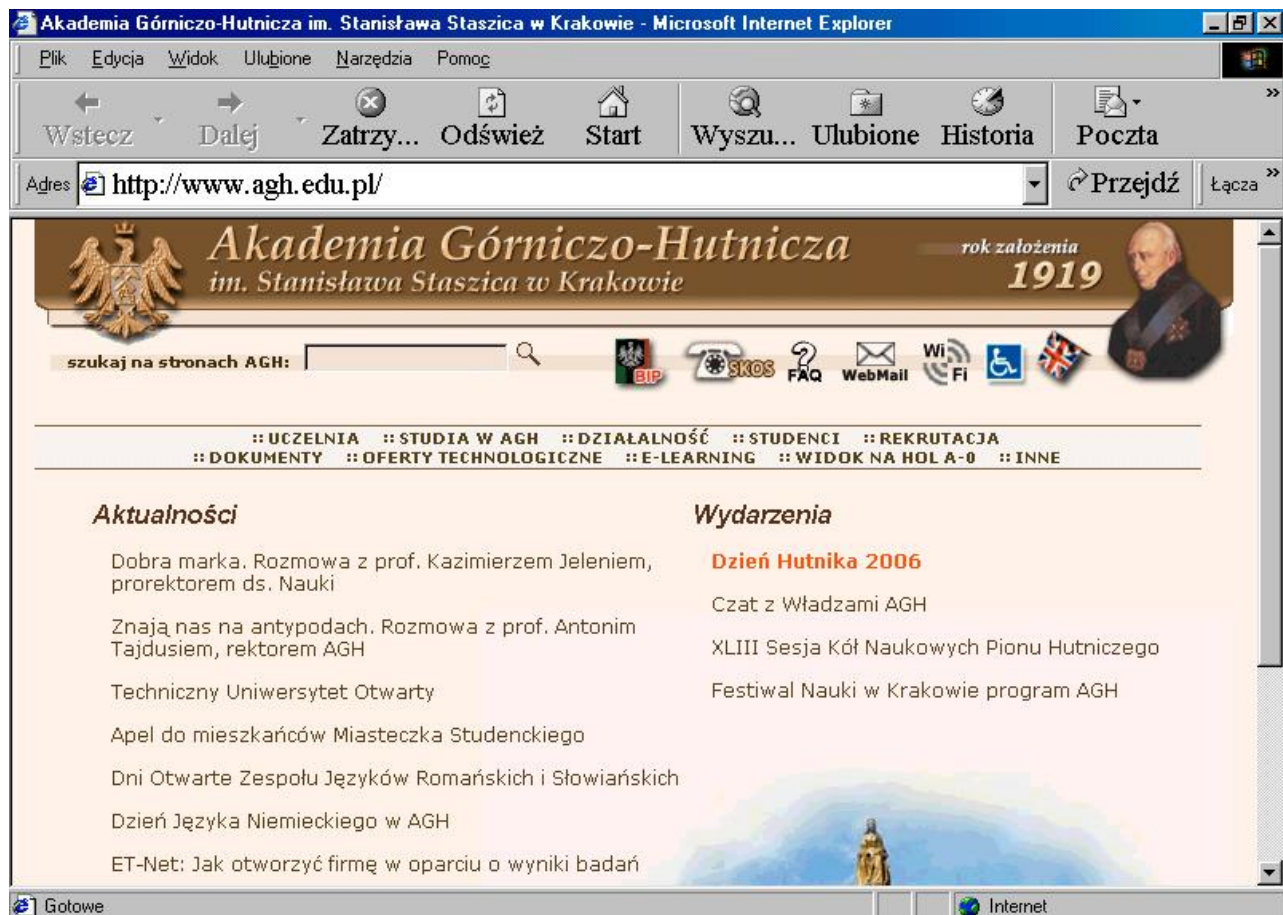 Akademia Górniczo-Hutnicza im. Stanisława Staszica w Krakowie - Microsoft Internet Explorer
Plik Edycja Widok Ulubione Narzędzia Pomoc
Wstecz Dalej Zatrzy... Odśwież Start Wyszu... Ulubione Historia Poczta »
Adres http://www.agh.edu.pl/ Przejdź Łącza »
Akademia Górniczo-Hutnicza
im. Stanisława Staszica w Krakowie
rok założenia
1919
szukaj na stronach AGH:
BIP SKOS FAQ WebMail Wi Fi
:: UCZELNIA :: STUDIA W AGH :: DZIAŁALNOŚĆ :: STUDENCI :: REKRUTACJA
:: DOKUMENTY :: OFERTY TECHNOLOGICZNE :: E-LEARNING :: WIDOK NA HOL A-0 :: INNE
Aktualności
Dobra marka. Rozmowa z prof. Kazimierzem Jeleniem,
prorektorem ds. Nauki
Znają nas na antypodach. Rozmowa z prof. Antonim
Tajdusiem, rektorem AGH
Techniczny Uniwersytet Otwarty
Apel do mieszkańców Miasteczka Studenckiego
Dni Otwarte Zespołu Języków Romańskich i Słowiańskich
Dzień Języka Niemieckiego w AGH
ET-Net: Jak otworzyć firmę w oparciu o wyniki badań
Wydarzenia
Dzień Hutnika 2006
Czat z Władzami AGH
XLIII Sesja Kół Naukowych Pionu Hutniczego
Festiwal Nauki w Krakowie program AGH
Gotowe Internet